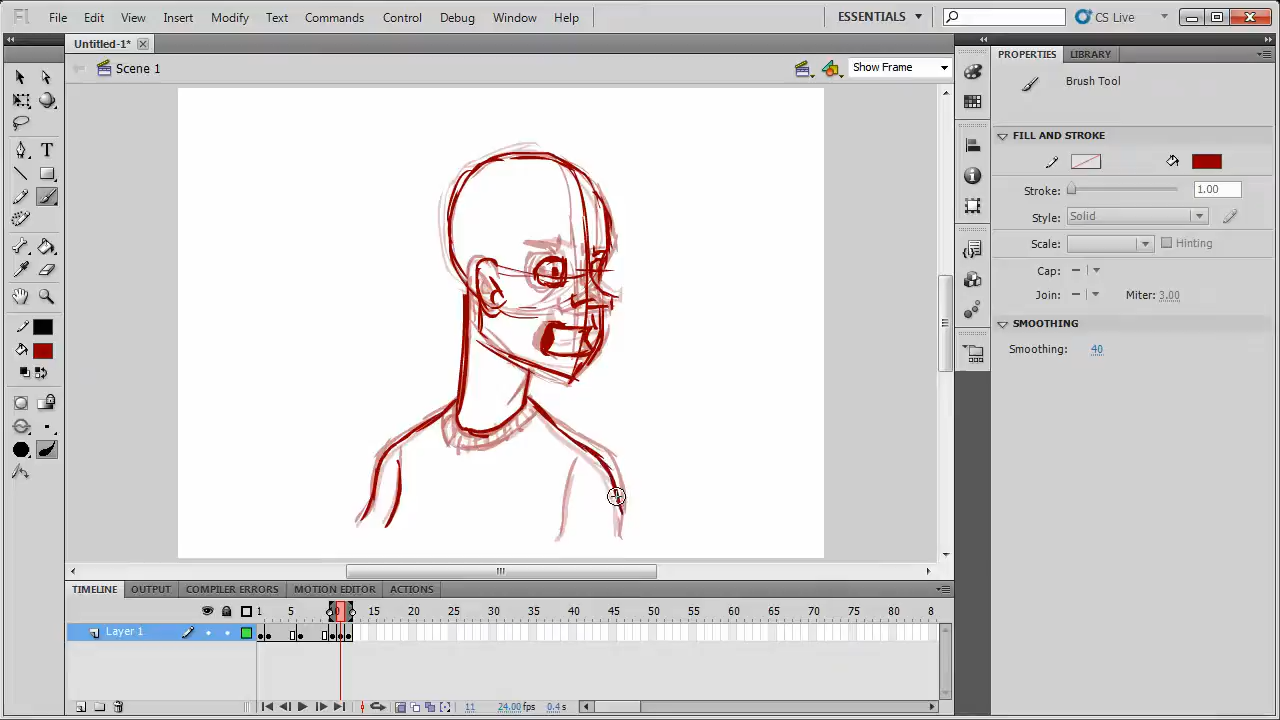 Fl File Edit View Insert Modify Text Commands Control Debug Window Help ESSENTIALS CS Live
Untitled-1*
Scene 1 Show Frame
PROPERTIES LIBRARY
Brush Tool
FILL AND STROKE
Stroke: 1.00
Style: Solid
Scale: Hinting
Cap:
Join: Miter: 3.00
SMOOTHING
Smoothing: 40
TIMELINE OUTPUT COMPILER ERRORS MOTION EDITOR ACTIONS
1 5 15 20 25 30 35 40 45 50 55 60 65 70 75 80 8
Layer 1
11 24.00fps 0.4s